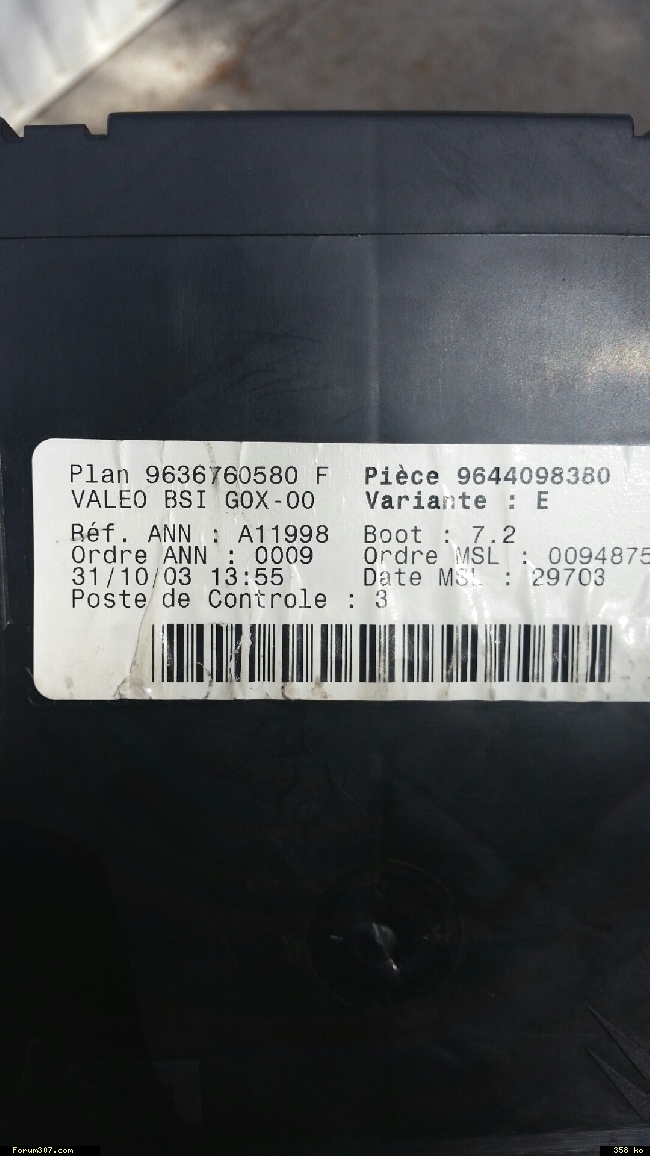 Plan 9636760580 F Pièce 9644098380
VALEO BSI G0X-00 Variante : E
Réf. ANN : A11998 Boot : 7.2
Ordre ANN : 0009 Ordre MSL : 0094875
31/10/03 13:55 Date MSL : 29703
Poste de Controle : 3
Forum307.com 358 ko